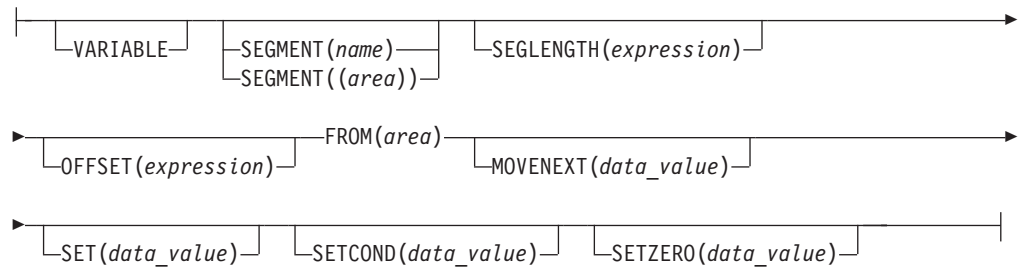 VARIABLE SEGMENT(name) SEGLENGTH(expression)
SEGMENT((area))
FROM(area)
OFFSET(expression) MOVENEXT(data_value)
SET(data_value) SETCOND(data_value) SETZERO(data_value)